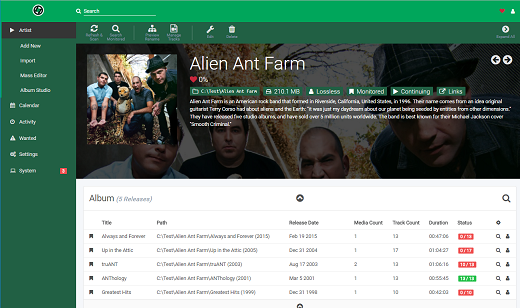 Search
Artist
Add New
Import
Mass Editor
Album Studio
Calendar
Activity
Wanted
Settings
System
Refresh & Scan
Search Monitored
Preview Rename
Manage Tracks
Edit
Delete
Expand All
Alien Ant Farm
0%
C:\Test\Alien Ant Farm
210.1 MB
Lossless
Monitored
Continuing
Links
Alien Ant Farm is an American rock band that formed in Riverside, California, United States, in 1996. Their name comes from an idea original
guitarist Terry Corso had about aliens and the Earth: "It was just my daydream about our planet being seeded by entities from other dimensions."
They have released five studio albums, and have sold over 5 million units worldwide. The band is best known for their Michael Jackson cover
"Smooth Criminal."
Album (5 Releases)
Title Path Release Date Media Count Track Count Duration Status
Always and Forever C:\Test\Alien Ant Farm\Always and Forever (2015) Feb 19 2015 1 13 00:47:06 0 / 13
Up in the Attic C:\Test\Alien Ant Farm\Up in the Attic (2005) Dec 31 2004 1 17 01:04:27 0 / 17
truANT C:\Test\Alien Ant Farm\truANT (2003) Aug 17 2003 2 13 01:06:16
ANThology C:\Test\Alien Ant Farm\ANThology (2001) Mar 5 2001 1 13 00:55:45 13 / 13
Greatest Hits C:\Test\Alien Ant Farm\Greatest Hits (1999) Dec 31 1998 1 10 00:42:03 0 / 10